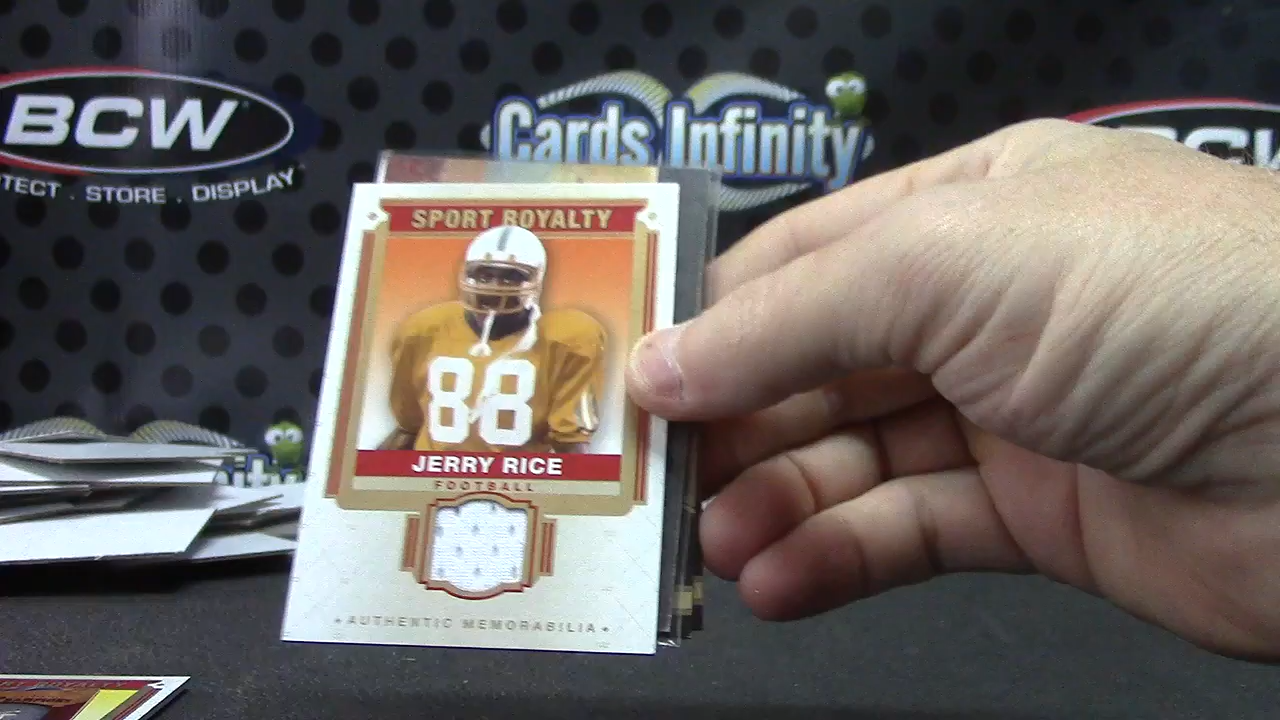 BCW
TECT . STORE . DISPLAY
Cards Infinity
SPORT ROYALTY
88
JERRY RICE
FOOTBALL
AUTHENTIC MEMORABILIA